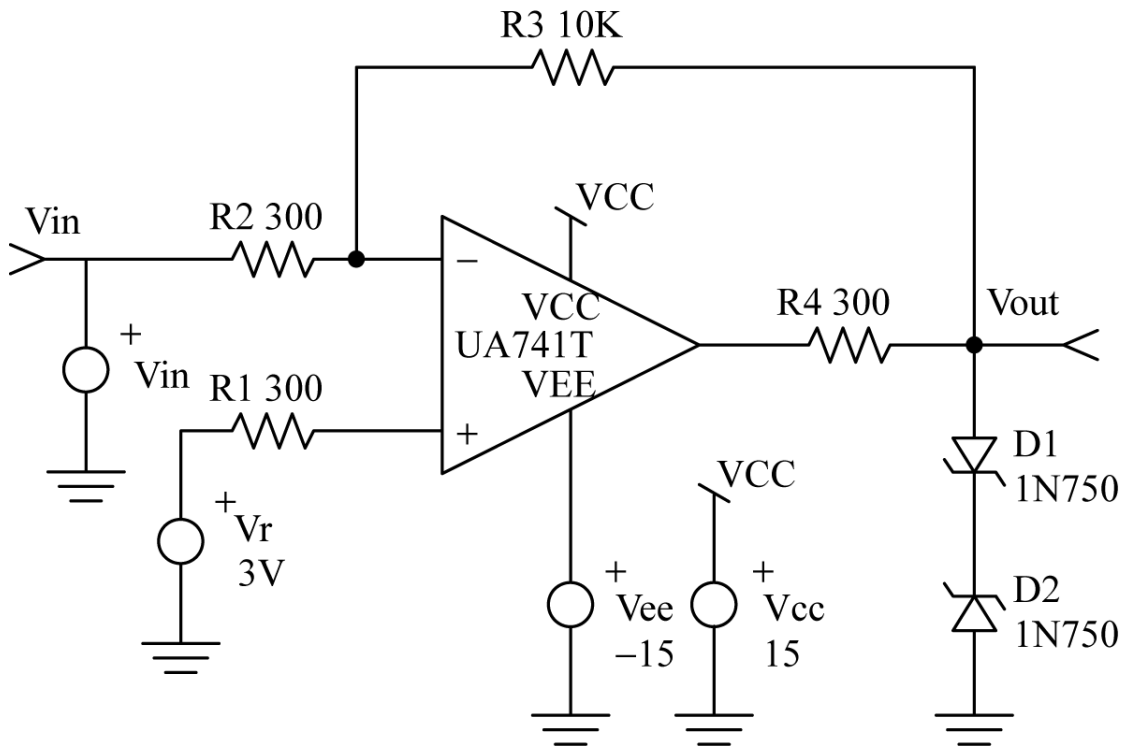 R3 10K
VCC
Vin
R2 300
−
VCC
R4 300
Vout
UA741T
+
Vin
R1 300
VEE
+
D1
1N750
VCC
+
Vr
3V
+
Vee
−15
+
Vcc
15
D2
1N750